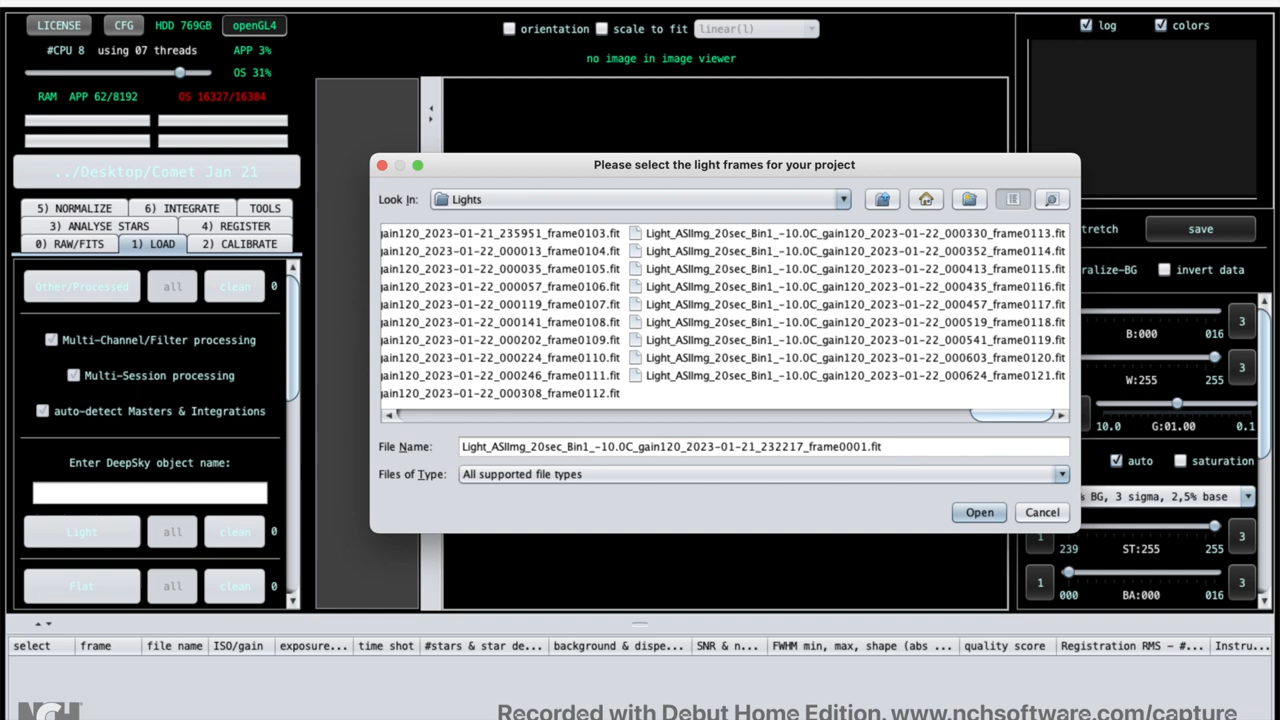 LICENSE CFG HDD 769GB openGL4
#CPU 8 using 07 threads APP 3%
OS 31%
RAM APP 62/8192 OS 16327/16384
../Desktop/Comet Jan 21
5) NORMALIZE 6) INTEGRATE TOOLS
3) ANALYSE STARS 4) REGISTER
0) RAW/FITS 1) LOAD 2) CALIBRATE
Other/Processed all clean 0
Multi-Channel/Filter processing
Multi-Session processing
auto-detect Masters & Integrations
Enter DeepSky object name:
Light all clean 0
Flat all clean 0
orientation scale to fit linear(l)
no image in image viewer
Please select the light frames for your project
Look In: Lights
gain120_2023-01-21_235951_frame0103.fit
gain120_2023-01-22_000013_frame0104.fit
gain120_2023-01-22_000035_frame0105.fit
gain120_2023-01-22_000057_frame0106.fit
gain120_2023-01-22_000119_frame0107.fit
gain120_2023-01-22_000141_frame0108.fit
gain120_2023-01-22_000202_frame0109.fit
gain120_2023-01-22_000224_frame0110.fit
gain120_2023-01-22_000246_frame0111.fit
gain120_2023-01-22_000308_frame0112.fit
Light_ASIImg_20sec_Bin1_-10.0C_gain120_2023-01-22_000330_frame0113.fit
Light_ASIImg_20sec_Bin1_-10.0C_gain120_2023-01-22_000352_frame0114.fit
Light_ASIImg_20sec_Bin1_-10.0C_gain120_2023-01-22_000413_frame0115.fit
Light_ASIImg_20sec_Bin1_-10.0C_gain120_2023-01-22_000435_frame0116.fit
Light_ASIImg_20sec_Bin1_-10.0C_gain120_2023-01-22_000457_frame0117.fit
Light_ASIImg_20sec_Bin1_-10.0C_gain120_2023-01-22_000519_frame0118.fit
Light_ASIImg_20sec_Bin1_-10.0C_gain120_2023-01-22_000541_frame0119.fit
Light_ASIImg_20sec_Bin1_-10.0C_gain120_2023-01-22_000603_frame0120.fit
Light_ASIImg_20sec_Bin1_-10.0C_gain120_2023-01-22_000624_frame0121.fit
File Name: Light_ASIImg_20sec_Bin1_-10.0C_gain120_2023-01-21_232217_frame0001.fit
Files of Type: All supported file types
Open Cancel
log colors
tretch save
ralize-BG invert data
3
B:000 016
3
W:255 255
10.0 G:01.00 0.1
auto saturation
% BG, 3 sigma, 2,5% base
1 3
239 ST:255 255
1 3
000 BA:000 016
select frame file name ISO/gain exposure... time shot #stars & star de... background & dispe... SNR & n... FWHM min, max, shape (abs ... quality score Registration RMS - #... Instru...
NCH
Recorded with Debut Home Edition. www.nchsoftware.com/capture